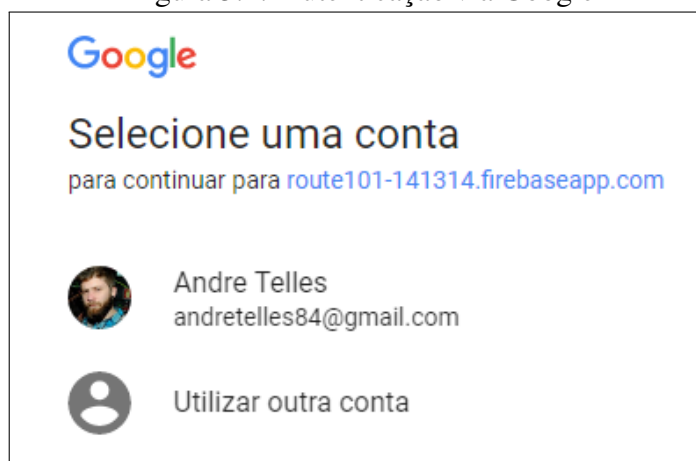 Google
Selecione uma conta
para continuar para route101-141314.firebaseapp.com
Andre Telles
andretelles84@gmail.com
Utilizar outra conta